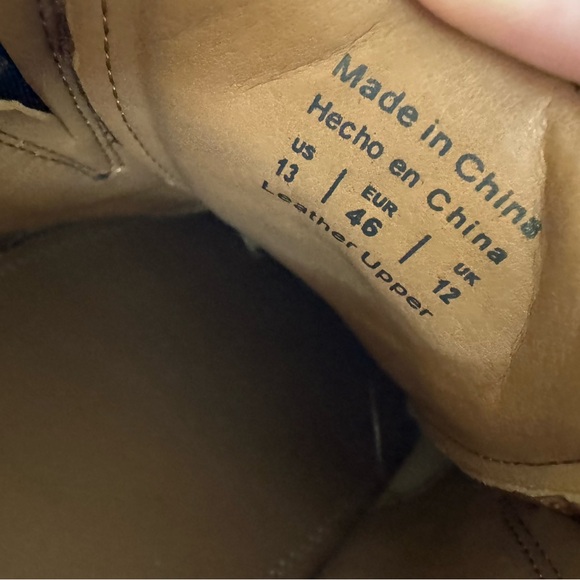 Made in China
Hecho en China
US | EUR | UK
13 | 46 | 12
Leather Upper